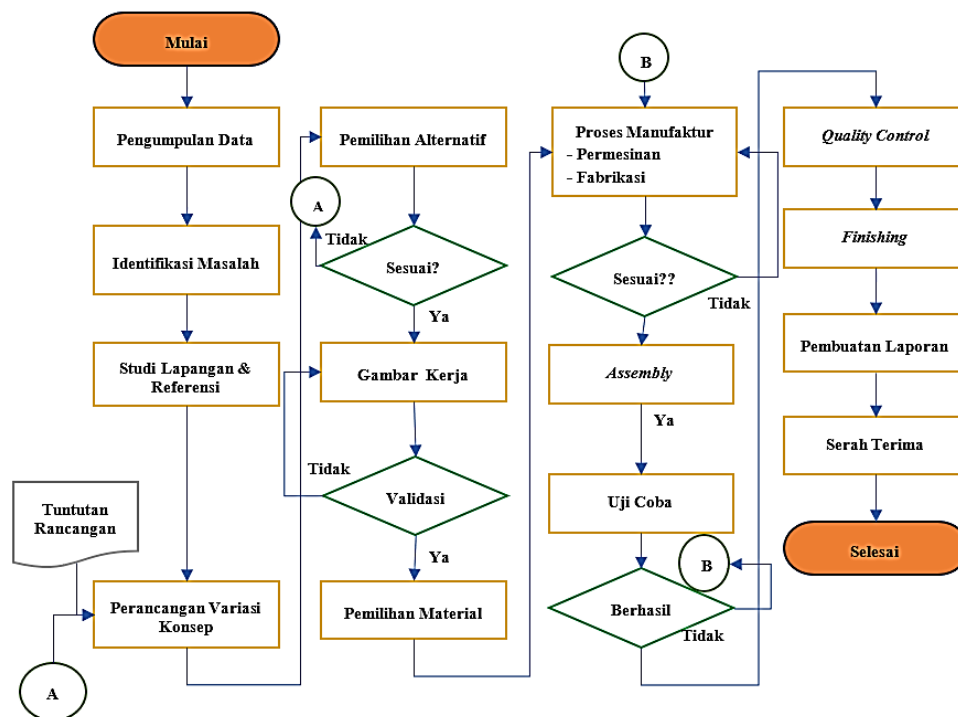 Mulai
Pengumpulan Data
Identifikasi Masalah
Studi Lapangan &
Referensi
Tuntutan
Rancangan
Perancangan Variasi
Konsep
A
Pemilihan Alternatif
A
Tidak
Sesuai?
Ya
Gambar Kerja
Tidak
Validasi
Ya
Pemilihan Material
B
Proses Manufaktur
- Permesinan
- Fabrikasi
Sesuai??
Tidak
Assembly
Ya
Uji Coba
B
Berhasil
Tidak
Quality Control
Finishing
Pembuatan Laporan
Serah Terima
Selesai